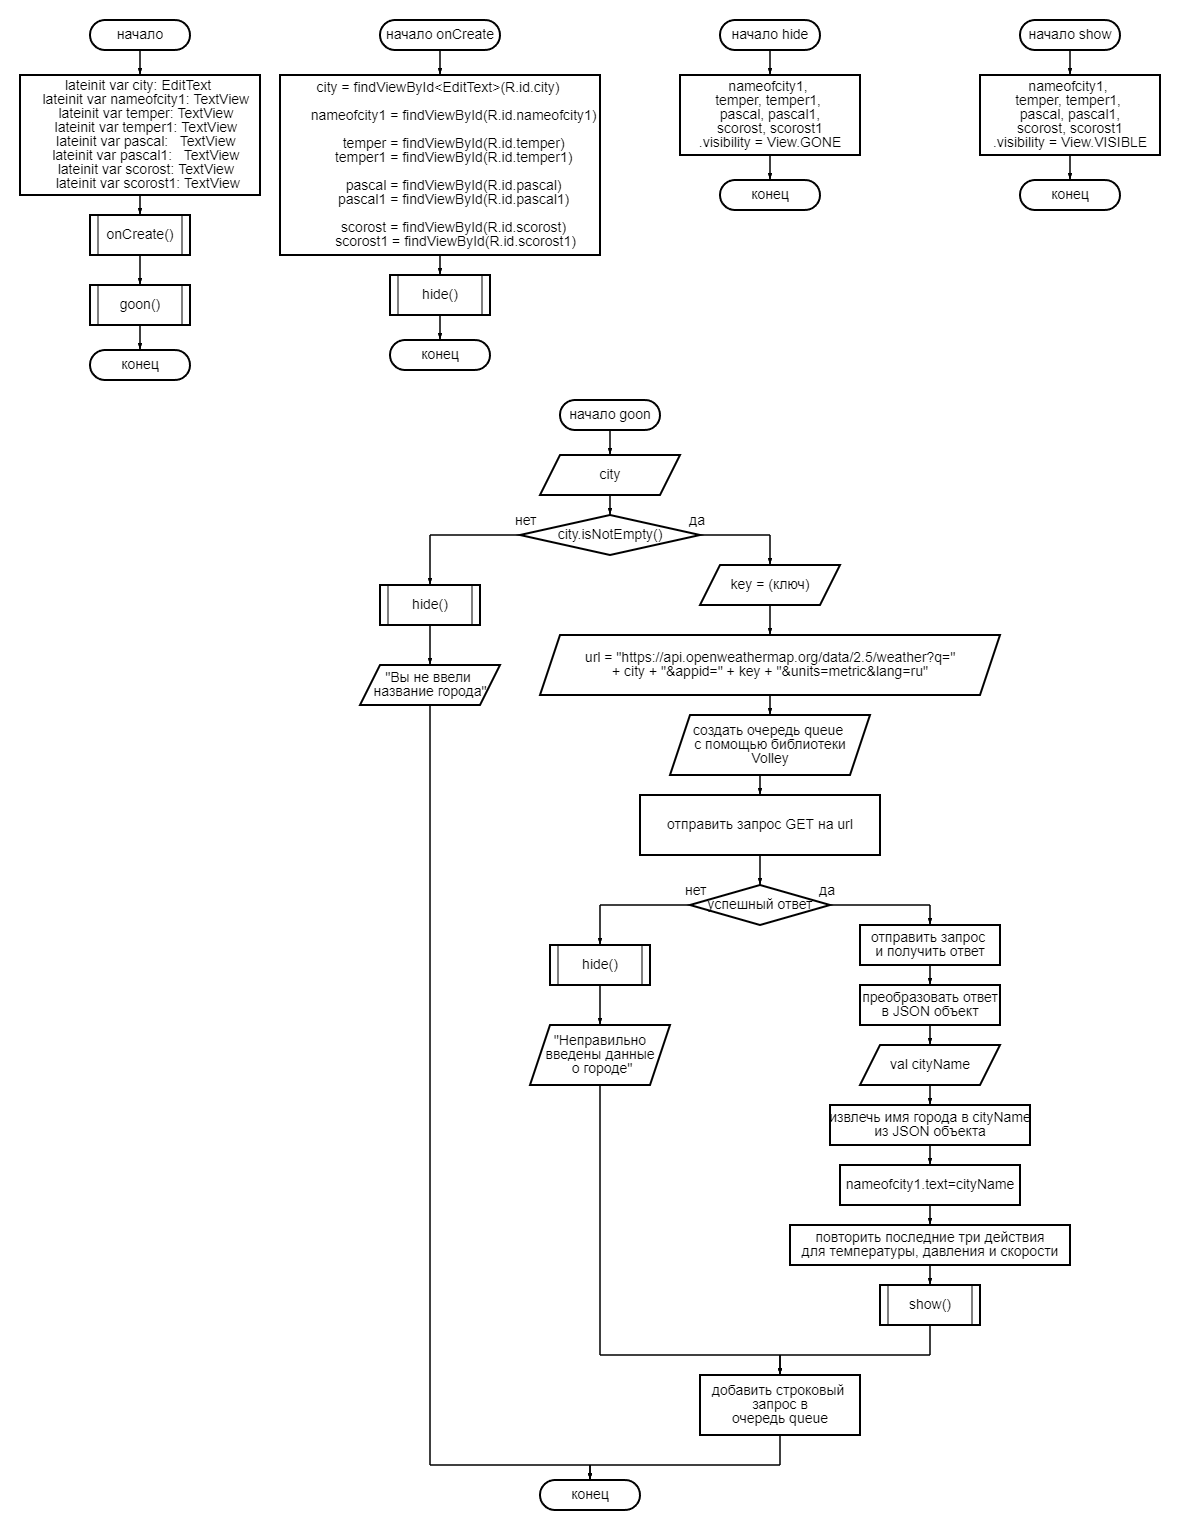 начало
lateinit var city: EditText
lateinit var nameofcity1: TextView
lateinit var temper: TextView
lateinit var temper1: TextView
lateinit var pascal: TextView
lateinit var pascal1: TextView
lateinit var scorost: TextView
lateinit var scorost1: TextView
onCreate()
goon()
конец
начало onCreate
city = findViewById<EditText>(R.id.city)
nameofcity1 = findViewById(R.id.nameofcity1)
temper = findViewById(R.id.temper)
temper1 = findViewById(R.id.temper1)
pascal = findViewById(R.id.pascal)
pascal1 = findViewById(R.id.pascal1)
scorost = findViewById(R.id.scorost)
scorost1 = findViewById(R.id.scorost1)
hide()
конец
начало hide
nameofcity1,
temper, temper1,
pascal, pascal1,
scorost, scorost1
.visibility = View.GONE
конец
начало show
nameofcity1,
temper, temper1,
pascal, pascal1,
scorost, scorost1
.visibility = View.VISIBLE
конец
начало goon
city
city.isNotEmpty()
нет
да
hide()
"Вы не ввели
название города"
key = (ключ)
url = "https://api.openweathermap.org/data/2.5/weather?q="
+ city + "&appid=" + key + "&units=metric&lang=ru"
создать очередь queue
с помощью библиотеки
Volley
отправить запрос GET на url
успешный ответ
нет
да
hide()
"Неправильно
введены данные
о городе"
отправить запрос
и получить ответ
преобразовать ответ
в JSON объект
val cityName
извлечь имя города в cityName
из JSON объекта
nameofcity1.text=cityName
повторить последние три действия
для температуры, давления и скорости
show()
добавить строковый
запрос в
очередь queue
конец